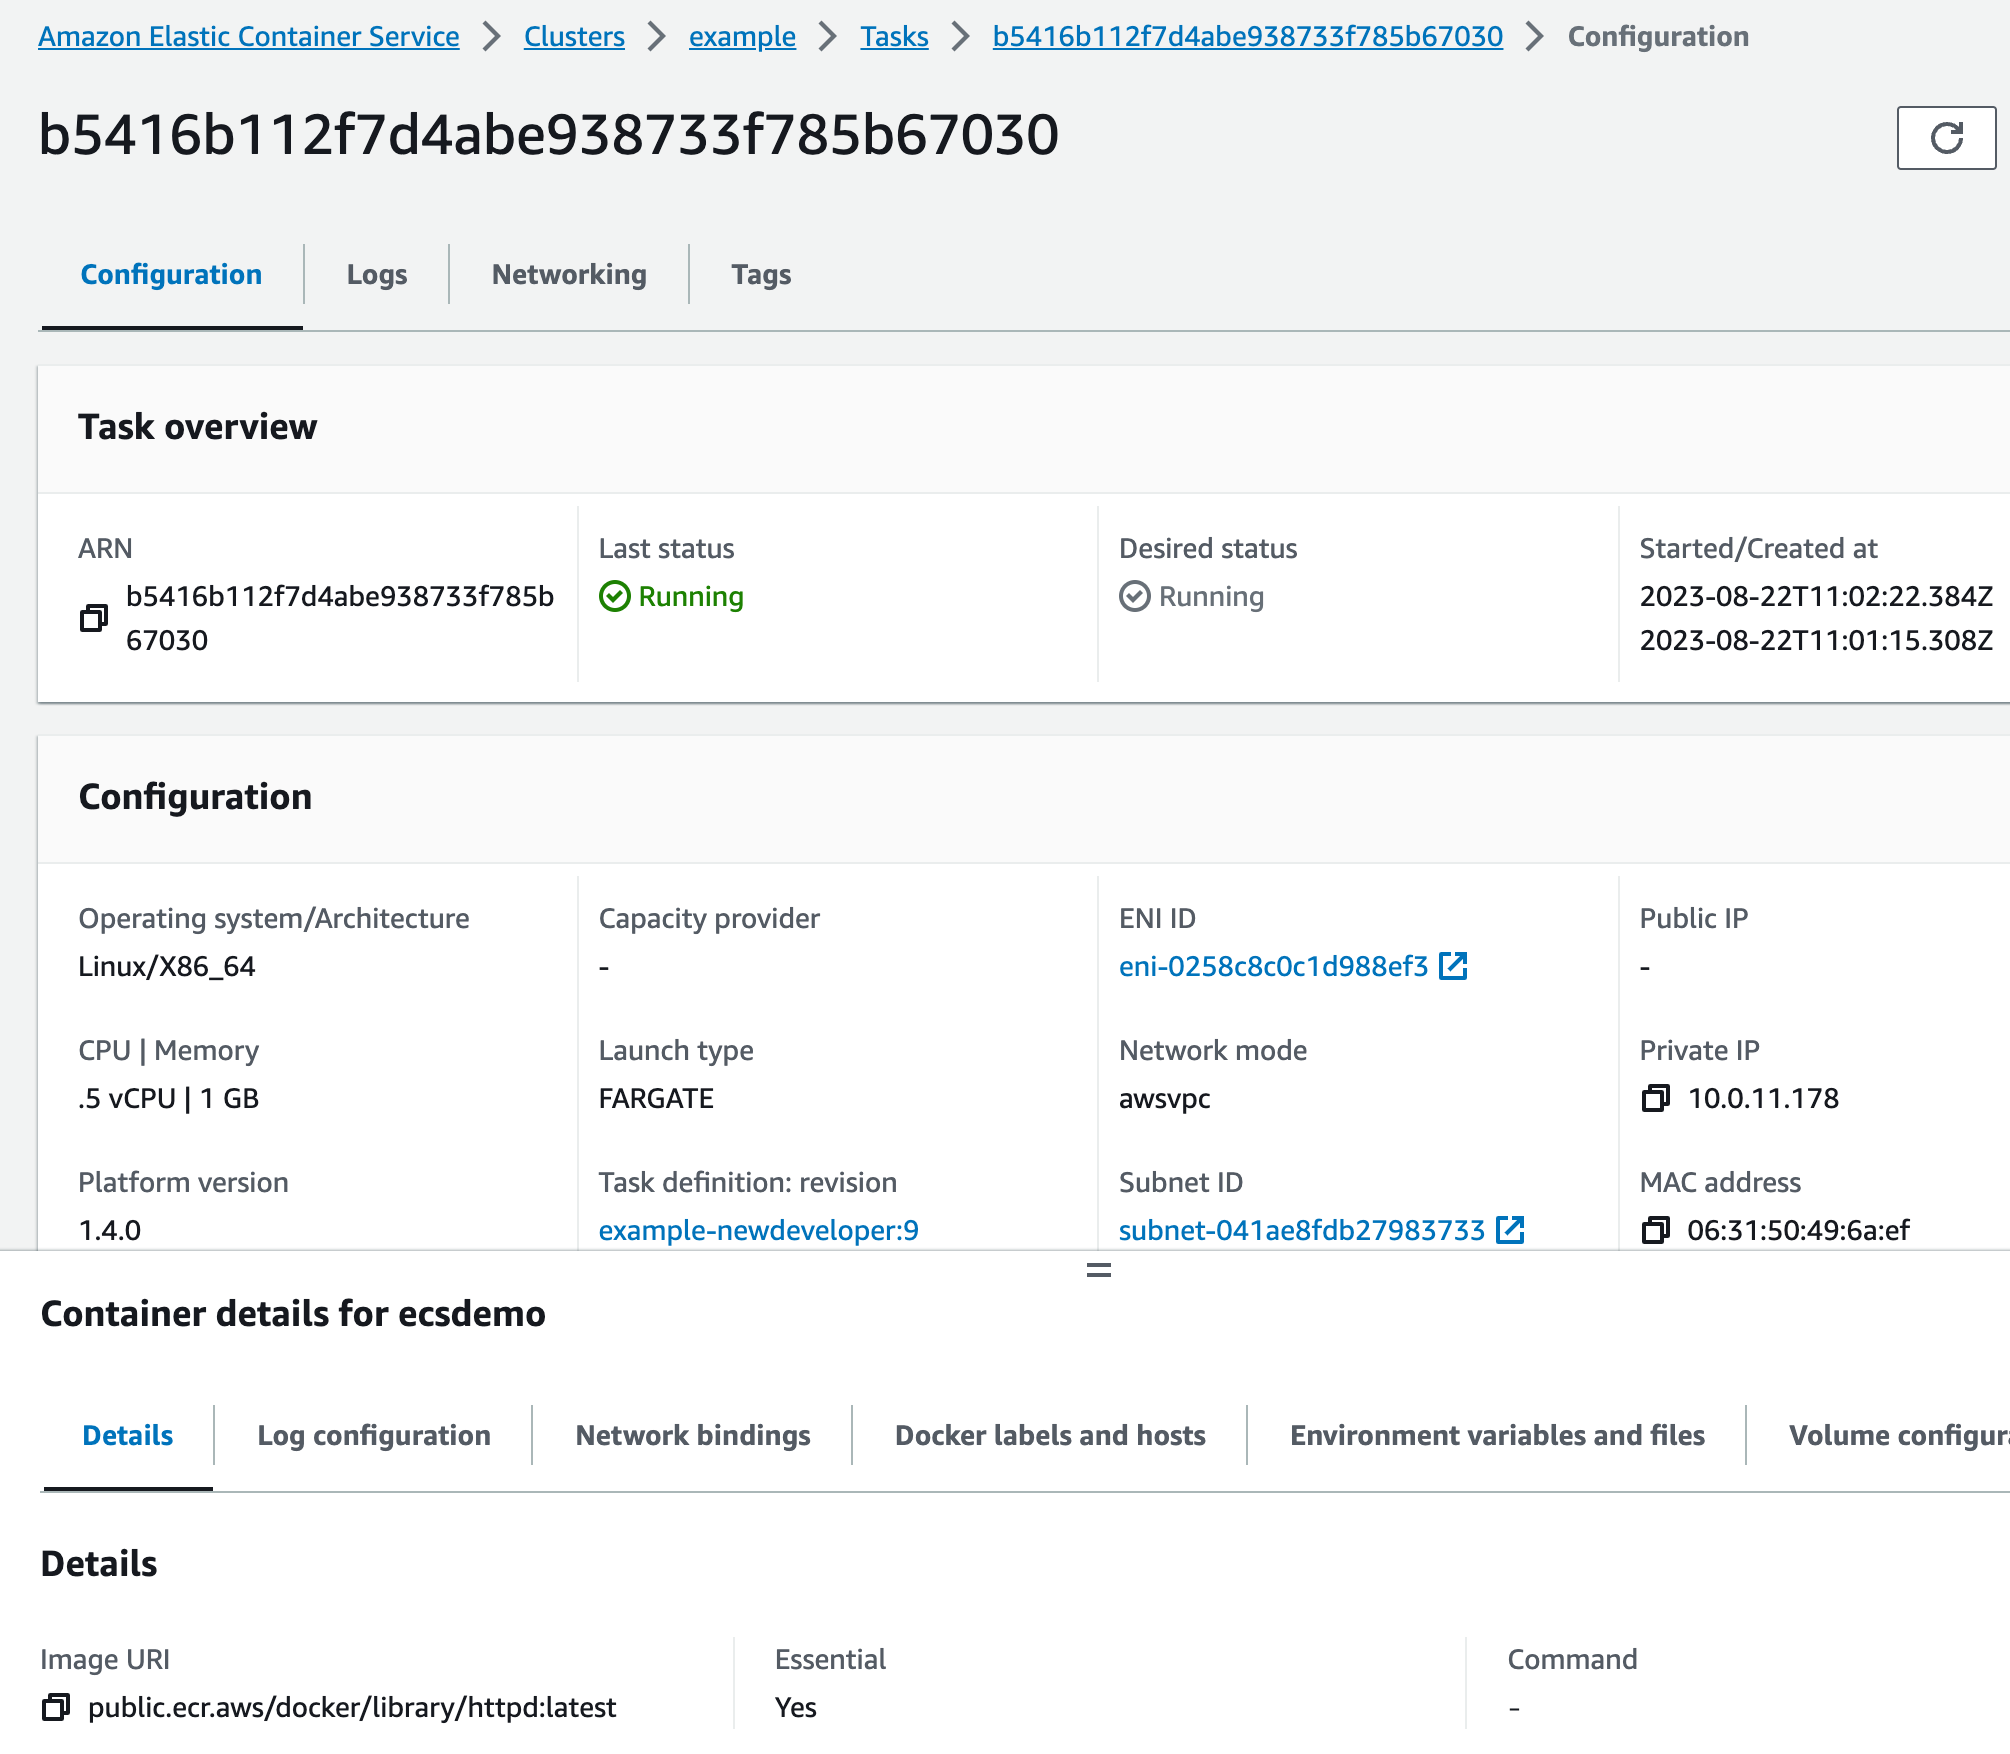 Amazon Elastic Container Service > Clusters > example > Tasks > b5416b112f7d4abe938733f785b67030 > Configuration
b5416b112f7d4abe938733f785b67030
Configuration Logs Networking Tags
Task overview
ARN
b5416b112f7d4abe938733f785b
67030
Last status
Running
Desired status
Running
Started/Created at
2023-08-22T11:02:22.384Z
2023-08-22T11:01:15.308Z
Configuration
Operating system/Architecture
Linux/X86_64
Capacity provider
-
ENI ID
eni-0258c8c0c1d988ef3
Public IP
-
CPU | Memory
.5 vCPU | 1 GB
Launch type
FARGATE
Network mode
awsvpc
Private IP
10.0.11.178
Platform version
1.4.0
Task definition: revision
example-newdeveloper:9
Subnet ID
subnet-041ae8fdb27983733
MAC address
06:31:50:49:6a:ef
Container details for ecsdemo
Details Log configuration Network bindings Docker labels and hosts Environment variables and files Volume
Details
Image URI
public.ecr.aws/docker/library/httpd:latest
Essential
Yes
Command
-